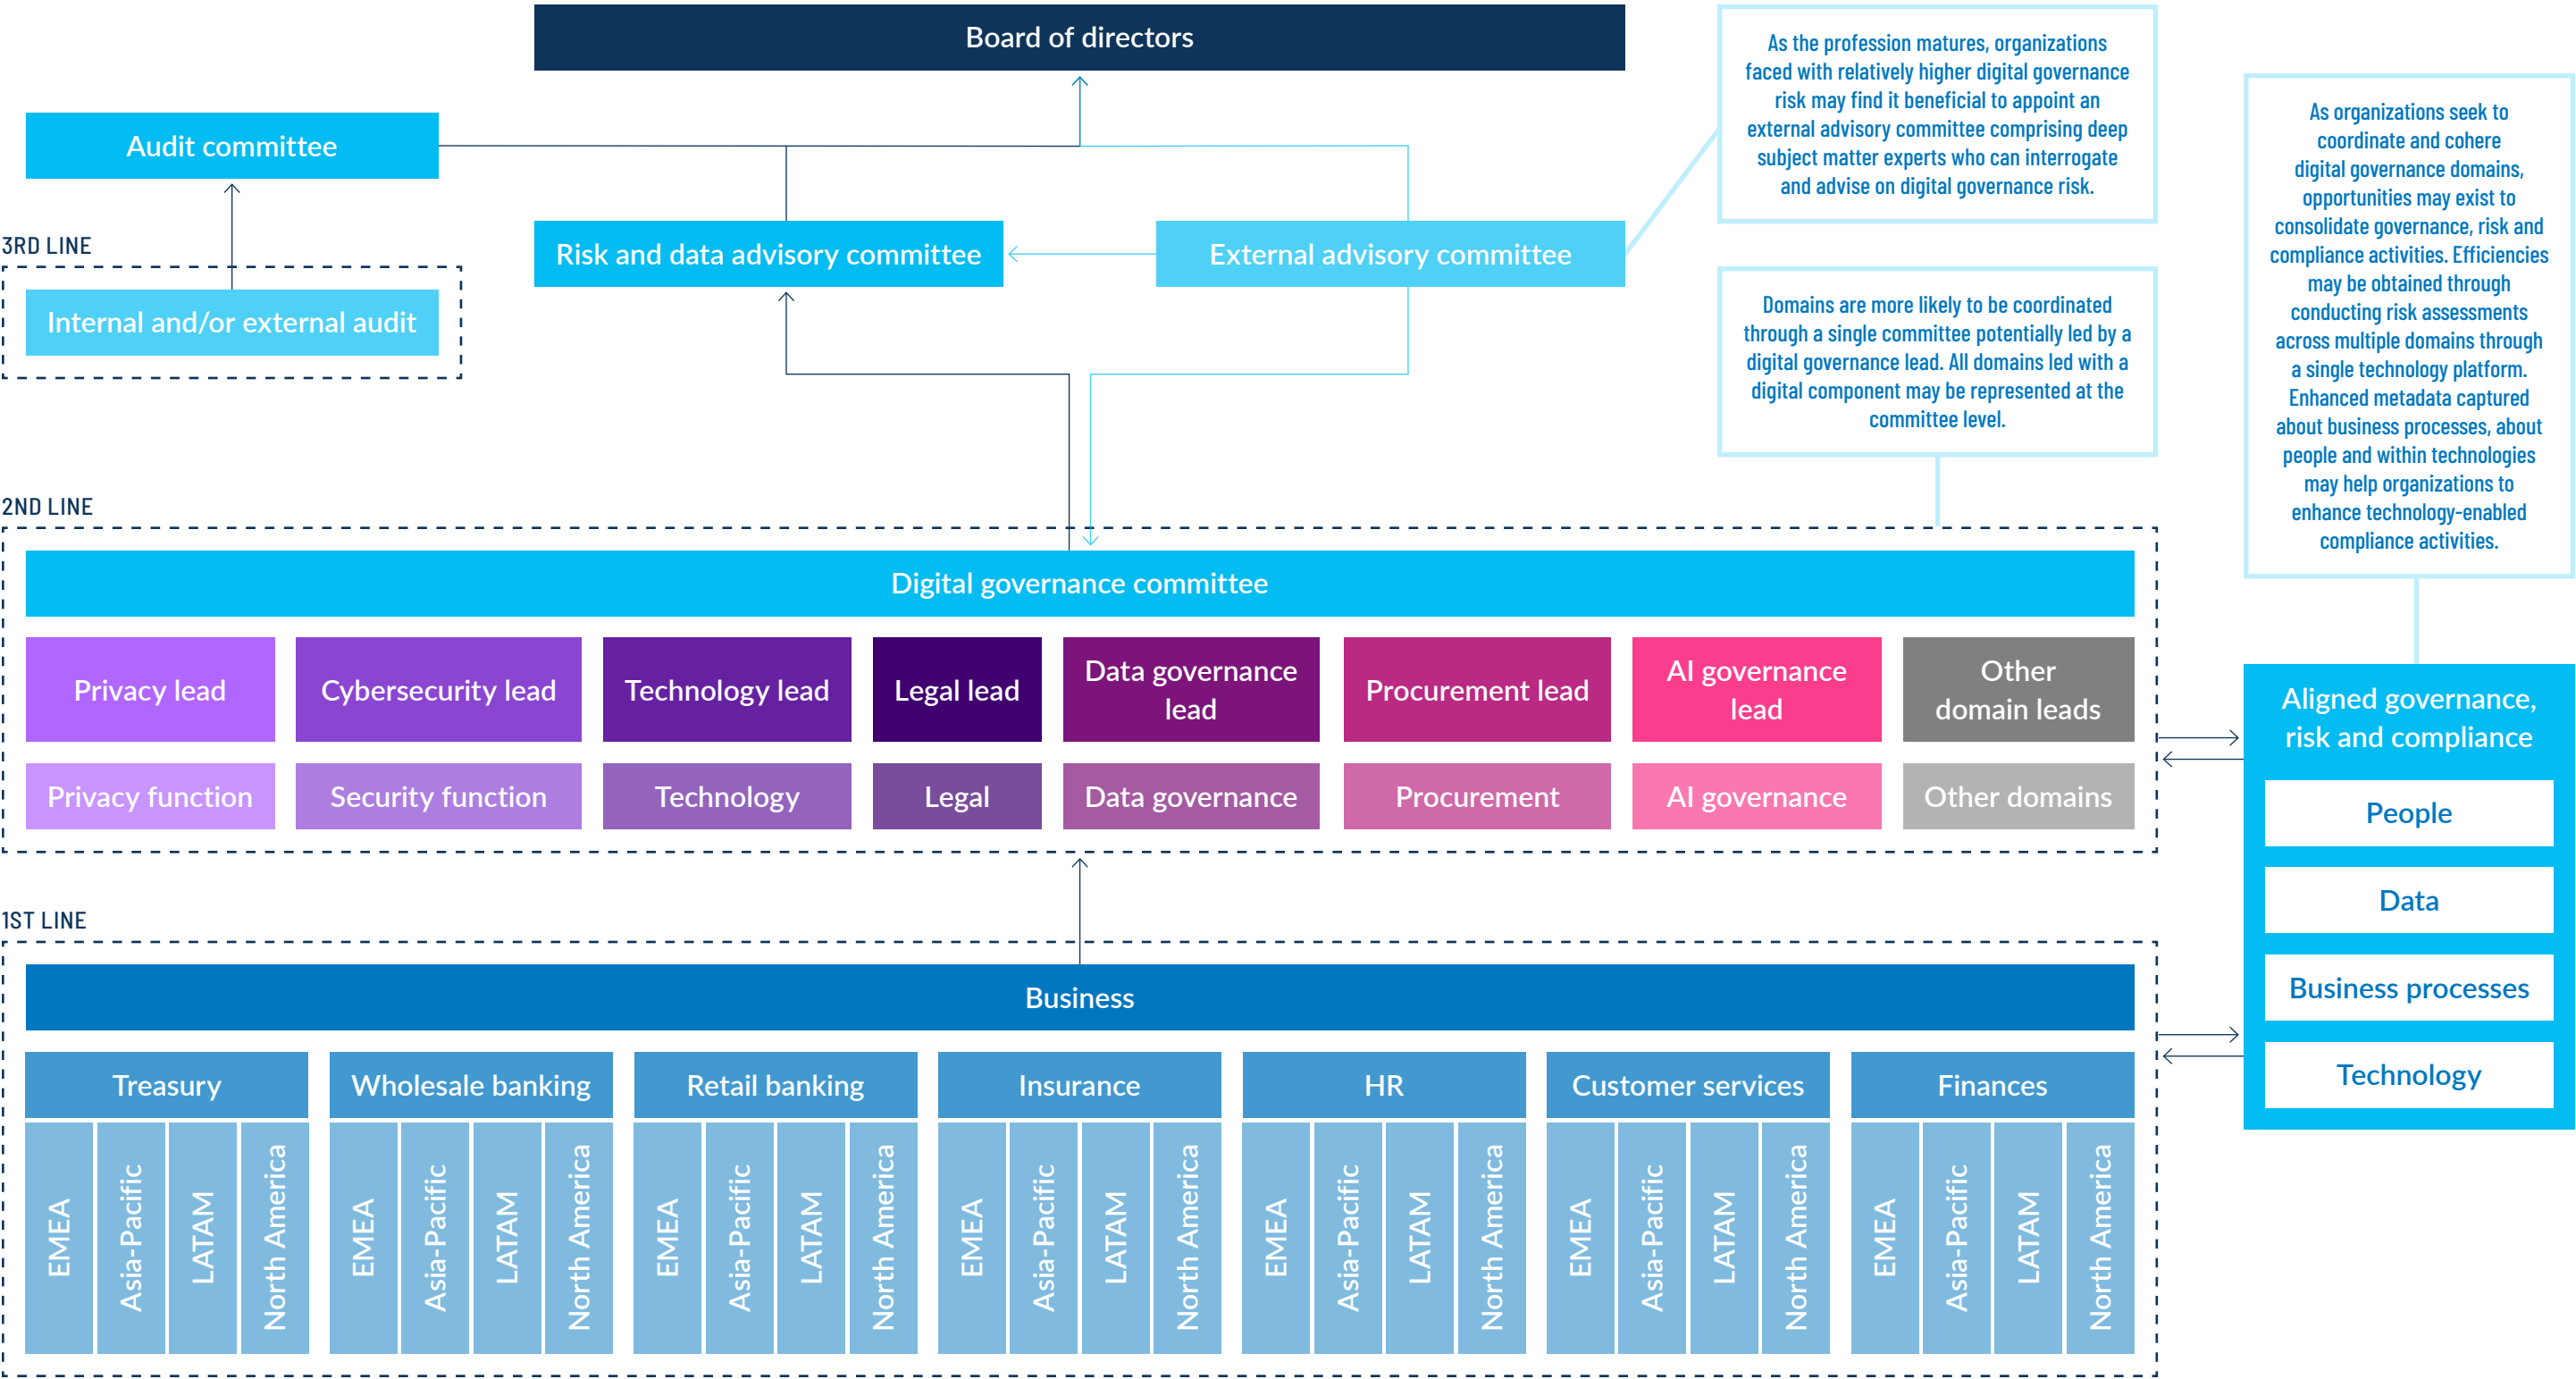 Board of directors
As the profession matures, organizations
faced with relatively higher digital governance
risk may find it beneficial to appoint an
external advisory committee comprising deep
subject matter experts who can interrogate
and advise on digital governance risk.
As organizations seek to
coordinate and cohere
digital governance domains,
opportunities may exist to
consolidate governance, risk and
compliance activities. Efficiencies
may be obtained through
conducting risk assessments
across multiple domains through
a single technology platform.
Enhanced metadata captured
about business processes, about
people and within technologies
may help organizations to
enhance technology-enabled
compliance activities.
Audit committee
Risk and data advisory committee
External advisory committee
3RD LINE
Internal and/or external audit
Domains are more likely to be coordinated
through a single committee potentially led by a
digital governance lead. All domains led with a
digital component may be represented at the
committee level.
2ND LINE
Digital governance committee
Privacy lead
Cybersecurity lead
Technology lead
Legal lead
Data governance
lead
Procurement lead
AI governance
lead
Other
domain leads
Privacy function
Security function
Technology
Legal
Data governance
Procurement
AI governance
Other domains
Aligned governance,
risk and compliance
People
Data
Business processes
Technology
1ST LINE
Business
Treasury
EMEA
Asia-Pacific
LATAM
North America
Wholesale banking
EMEA
Asia-Pacific
LATAM
North America
Retail banking
EMEA
Asia-Pacific
LATAM
North America
Insurance
EMEA
Asia-Pacific
LATAM
North America
HR
EMEA
Asia-Pacific
LATAM
North America
Customer services
EMEA
Asia-Pacific
LATAM
North America
Finances
EMEA
Asia-Pacific
LATAM
North America